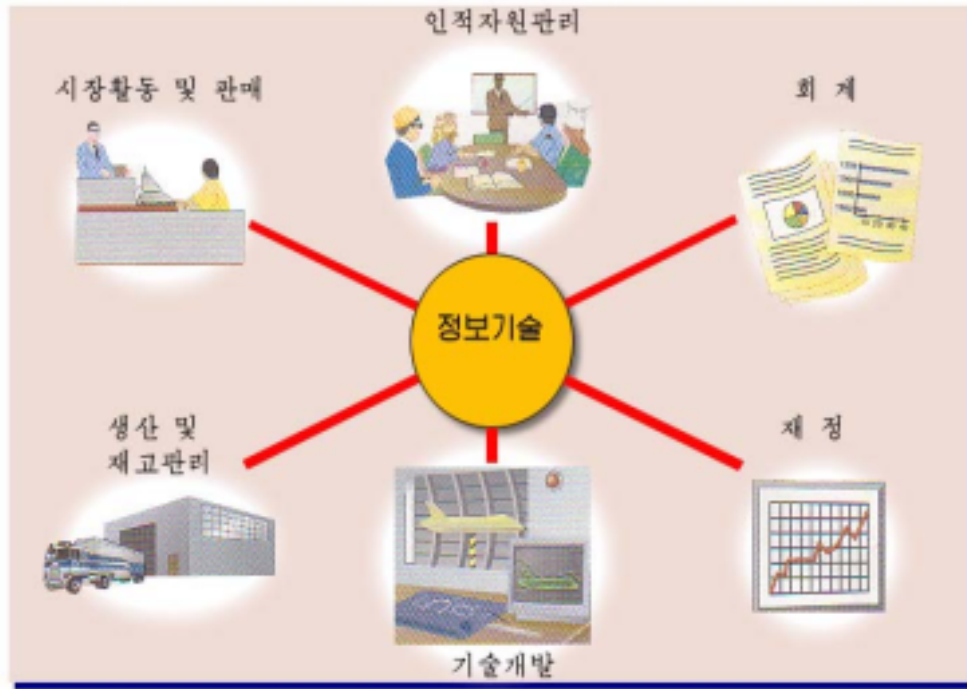 인적자원관리
시장활동 및 판매
회 계
정보기술
생산 및
재고관리
재 정
기술개발